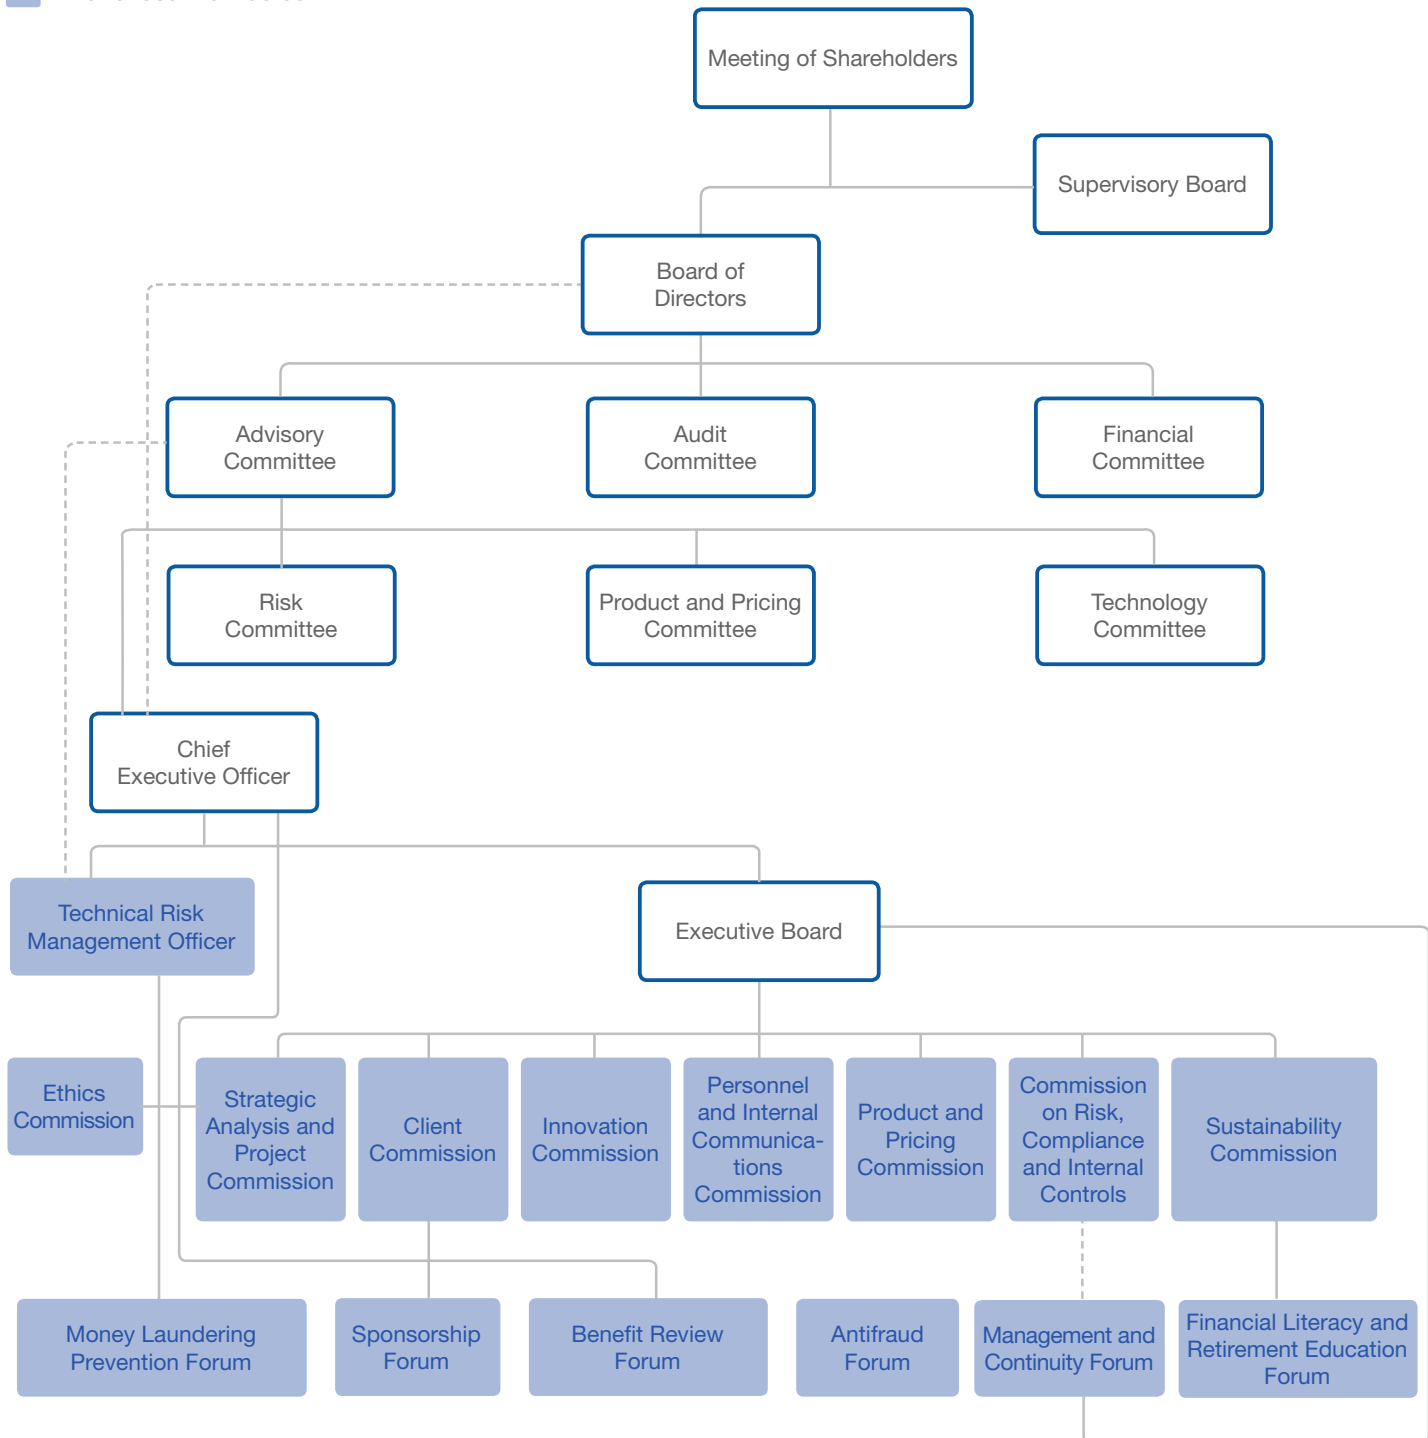 Meeting of Shareholders
Supervisory Board
Board of
Directors
Advisory
Committee
Audit
Committee
Financial
Committee
Risk
Committee
Product and Pricing
Committee
Technology
Committee
Chief
Executive Officer
Technical Risk
Management Officer
Executive Board
Ethics
Commission
Strategic
Analysis and
Project
Commission
Client
Commission
Innovation
Commission
Personnel
and Internal
Communica-
tions
Commission
Product and
Pricing
Commission
Commission
on Risk,
Compliance
and Internal
Controls
Sustainability
Commission
Money Laundering
Prevention Forum
Sponsorship
Forum
Benefit Review
Forum
Antifraud
Forum
Management and
Continuity Forum
Financial Literacy and
Retirement Education
Forum